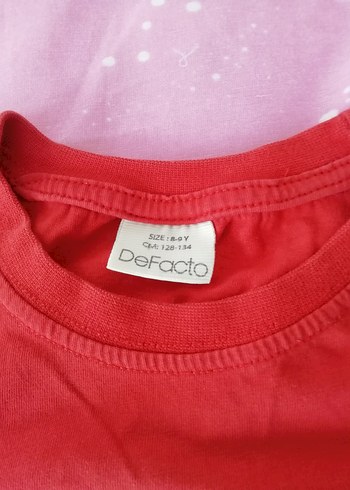 SIZE : 8-9 Y
CM: 128-134
DeFacto